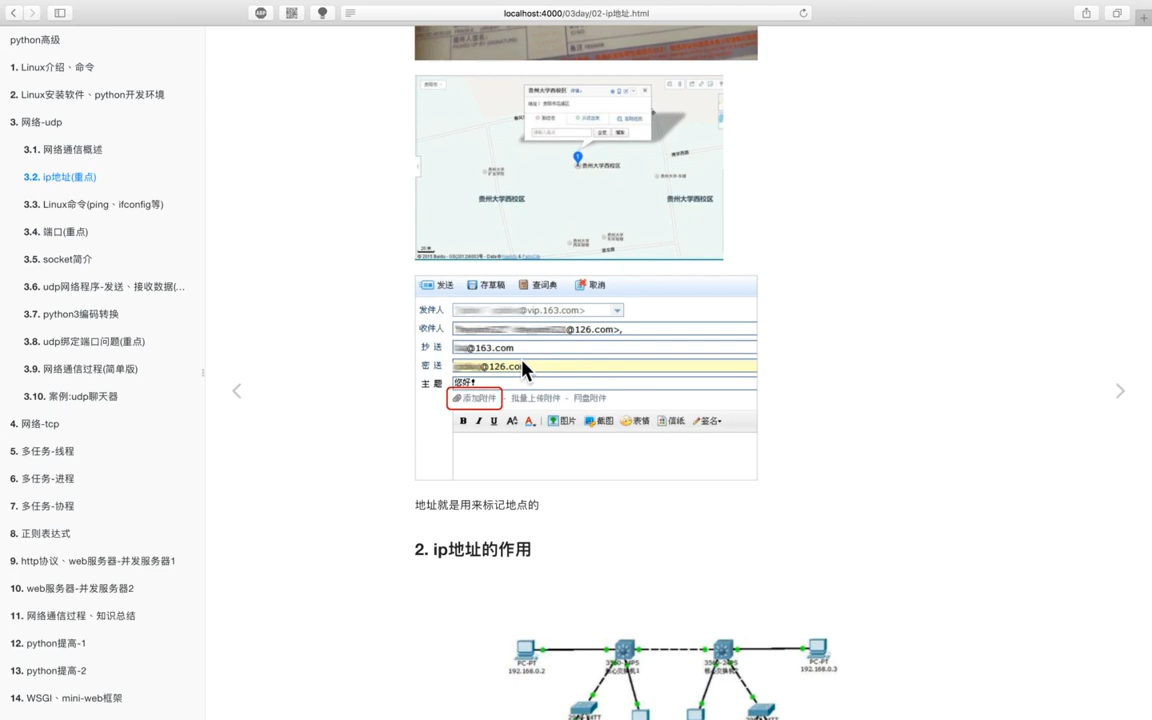 localhost:4000/03day/02-ip地址.html
python高级
1. Linux介绍、命令
2. Linux安装软件、python开发环境
3. 网络-udp
3.1. 网络通信概述
3.2. ip地址(重点)
3.3. Linux命令(ping、ifconfig等)
3.4. 端口(重点)
3.5. socket简介
3.6. udp网络程序-发送、接收数据(...
3.7. python3编码转换
3.8. udp绑定端口问题(重点)
3.9. 网络通信过程(简单版)
3.10. 案例:udp聊天器
4. 网络-tcp
5. 多任务-线程
6. 多任务-进程
7. 多任务-协程
8. 正则表达式
9. http协议、web服务器-并发服务器1
10. web服务器-并发服务器2
11. 网络通信过程、知识总结
12. python提高-1
13. python提高-2
14. WSGI、mini-web框架
ABP
贵州大学西校区
贵州大学西校区
贵州大学西校区 贵州大学西校区
发送 存草稿 查词典 取消
发件人 @vip.163.com>
收件人 @126.com>,
抄 送 @163.com
密 送 @126.co
主 题 您好!
添加附件 - 批量上传附件 - 网盘附件
B I U AA A 图片 截图 表情 信纸 签名
地址就是用来标记地点的
2. ip地址的作用
PC-PT
192.168.0.2
PC-PT
192.168.0.3